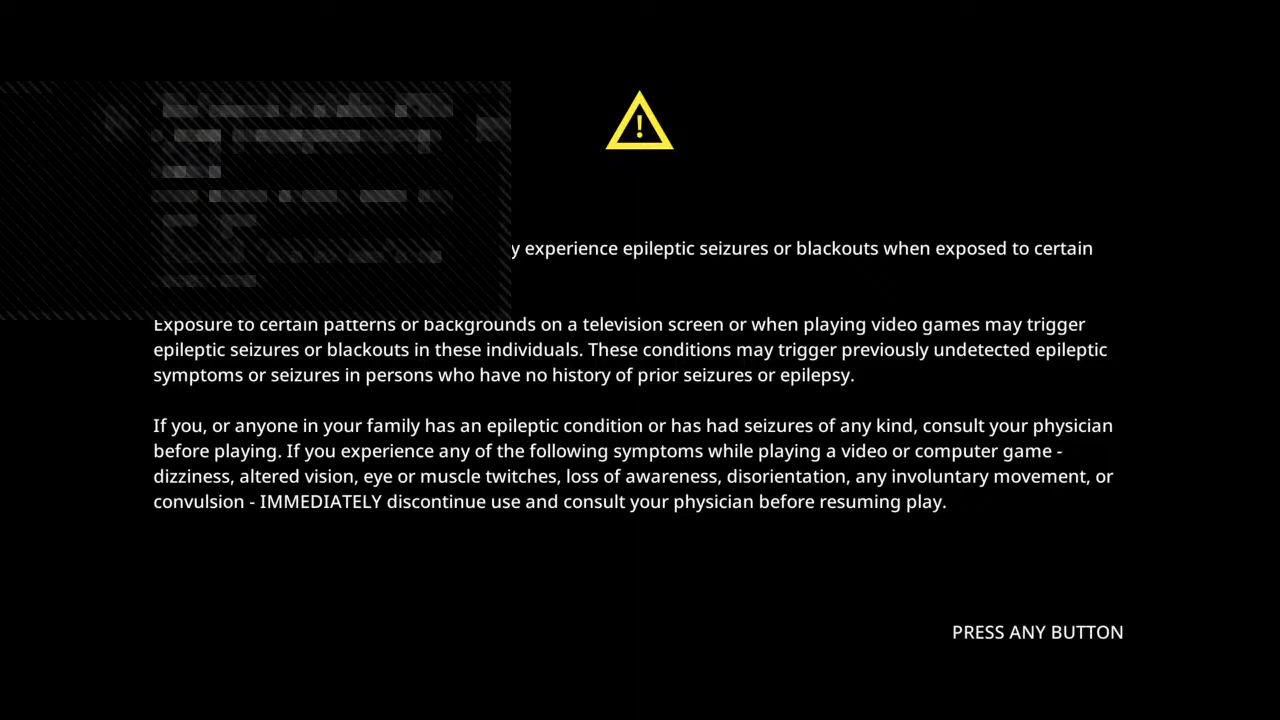 experience epileptic seizures or blackouts when exposed to certain
Exposure to certain patterns or backgrounds on a television screen or when playing video games may trigger
epileptic seizures or blackouts in these individuals. These conditions may trigger previously undetected epileptic
symptoms or seizures in persons who have no history of prior seizures or epilepsy.
If you, or anyone in your family has an epileptic condition or has had seizures of any kind, consult your physician
before playing. If you experience any of the following symptoms while playing a video or computer game -
dizziness, altered vision, eye or muscle twitches, loss of awareness, disorientation, any involuntary movement, or
convulsion - IMMEDIATELY discontinue use and consult your physician before resuming play.
PRESS ANY BUTTON